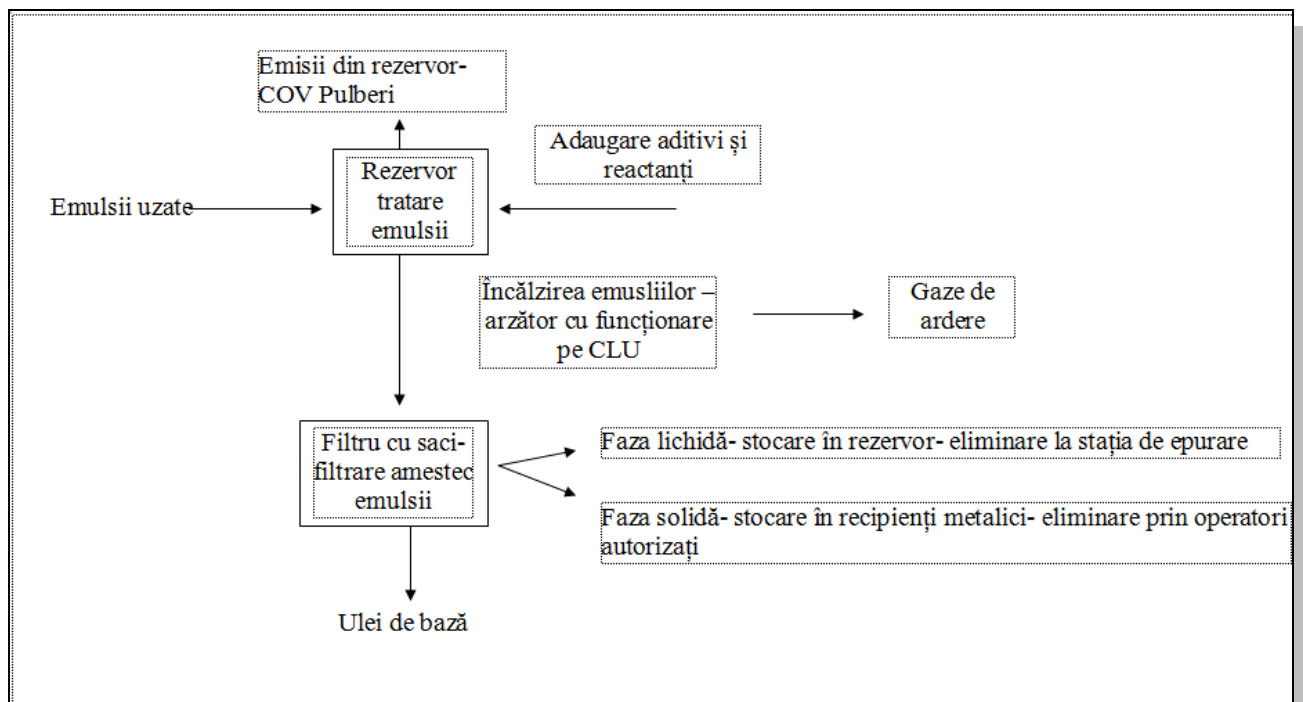 Emisii din rezervor-
COV Pulberi
Adaugare aditivi și
reactanți
Rezervor
tratare
emulsii
Emulsii uzate
Încălzirea emusliilor –
arzător cu funcționare
pe CLU
Gaze de
ardere
Filtru cu saci-
filtrare amestec
emulsii
Faza lichidă- stocare în rezervor- eliminare la stația de epurare
Faza solidă- stocare în recipienți metalici- eliminare prin operatori
autorizați
Ulei de bază